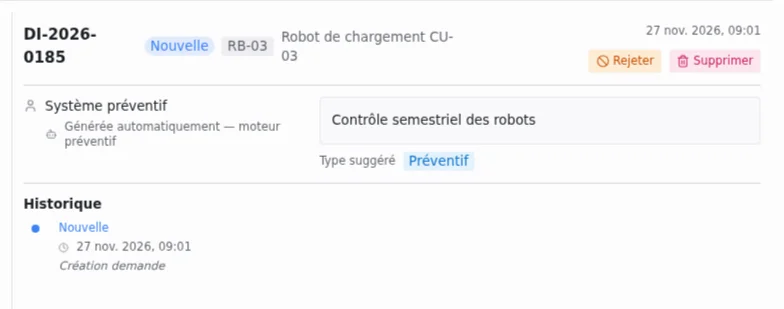 DI-2026-
0185
Nouvelle
RB-03
Robot de chargement CU-
03
27 nov. 2026, 09:01
Rejeter
Supprimer
Système préventif
Générée automatiquement — moteur
préventif
Contrôle semestriel des robots
Type suggéré Préventif
Historique
Nouvelle
27 nov. 2026, 09:01
Création demande